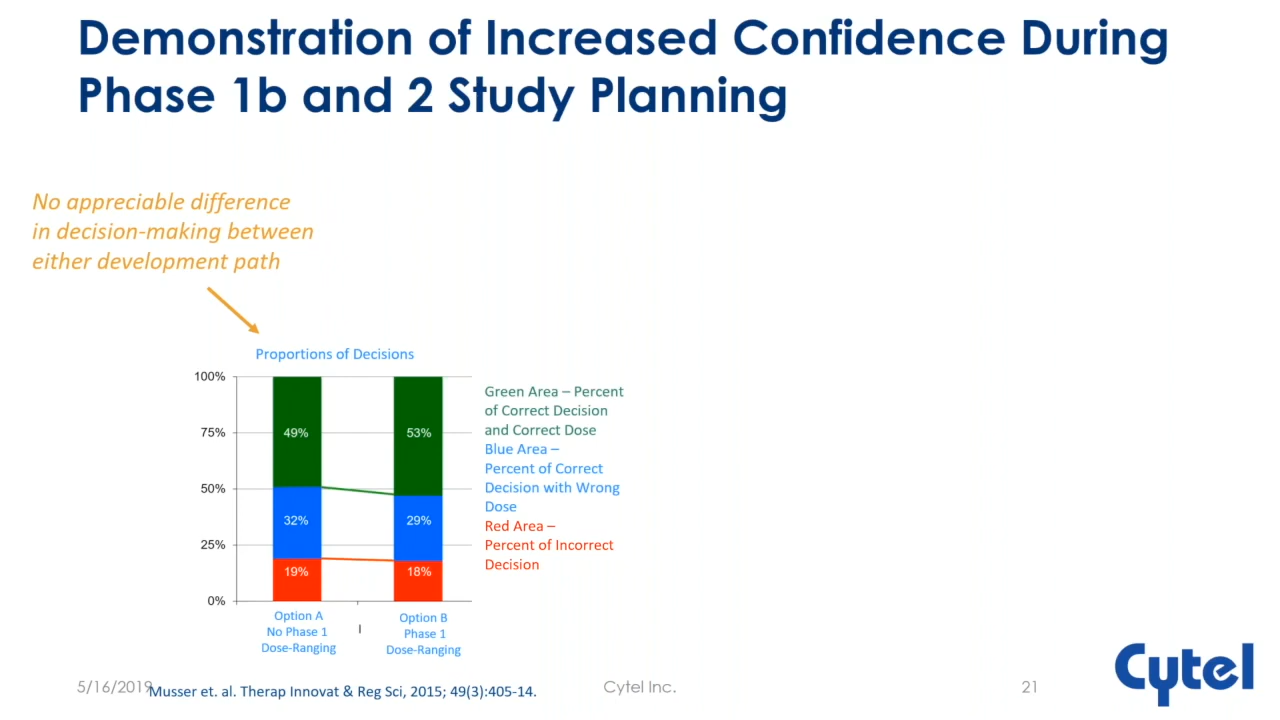 Demonstration of Increased Confidence During
Phase 1b and 2 Study Planning
No appreciable difference
in decision-making between
either development path
Proportions of Decisions
100%
75%
50%
25%
0%
49%
32%
19%
53%
29%
18%
Option A
No Phase 1
Dose-Ranging
Option B
Phase 1
Dose-Ranging
Green Area – Percent
of Correct Decision
and Correct Dose
Blue Area –
Percent of Correct
Decision with Wrong
Dose
Red Area –
Percent of Incorrect
Decision
5/16/2019
Musser et. al. Therap Innovat & Reg Sci, 2015; 49(3):405-14.
Cytel Inc.
21
Cytel